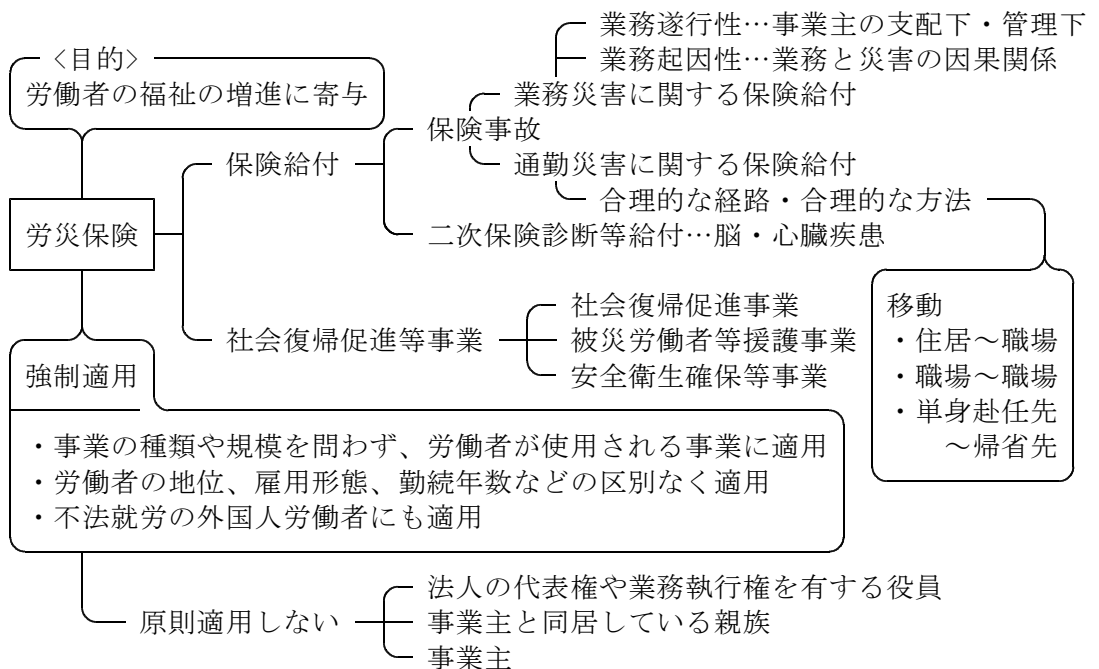 業務遂行性…事業主の支配下・管理下
業務起因性…業務と災害の因果関係
<目的>
労働者の福祉の増進に寄与
業務災害に関する保険給付
保険事故
保険給付
通勤災害に関する保険給付
合理的な経路・合理的な方法
労災保険
二次保険診断等給付…脳・心臓疾患
移動
・住居～職場
・職場～職場
・単身赴任先
～帰省先
社会復帰促進等事業
社会復帰促進事業
被災労働者等援護事業
安全衛生確保等事業
強制適用
・事業の種類や規模を問わず、労働者が使用される事業に適用
・労働者の地位、雇用形態、勤続年数などの区別なく適用
・不法就労の外国人労働者にも適用
原則適用しない
法人の代表権や業務執行権を有する役員
事業主と同居している親族
事業主